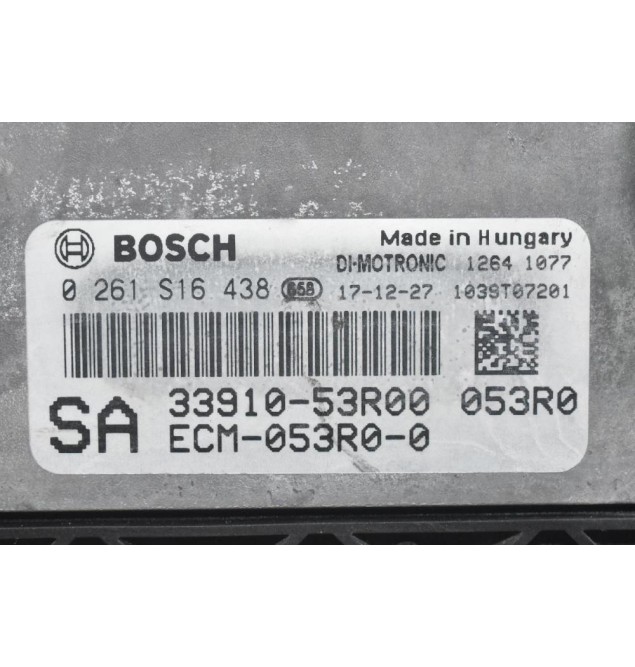 BOSCH Made in Hungary
DI-MOTRONIC 1264 1077
0 261 S16 438 658 17-12-27 1039T07201
SA 33910-53R00 053R0
ECM-053R0-0